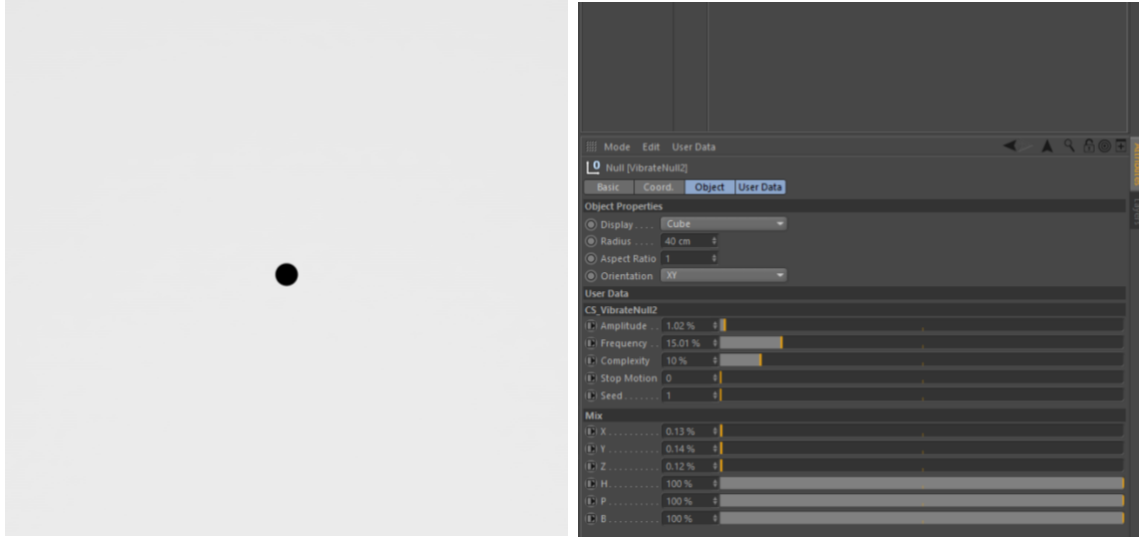 Mode Edit User Data
0 Null [VibrateNull2]
Basic Coord. Object User Data
Object Properties
Display . . . . Cube
Radius . . . . 40 cm
Aspect Ratio 1
Orientation XY
User Data
CS_VibrateNull2
Amplitude . . 1.02 %
Frequency . . 15.01 %
Complexity 10 %
Stop Motion 0
Seed . . . . . . . 1
Mix
X . . . . . . . . . . 0.13 %
Y . . . . . . . . . . 0.14 %
Z . . . . . . . . . . 0.12 %
H. . . . . . . . . . 100 %
P . . . . . . . . . . 100 %
B . . . . . . . . . . 100 %